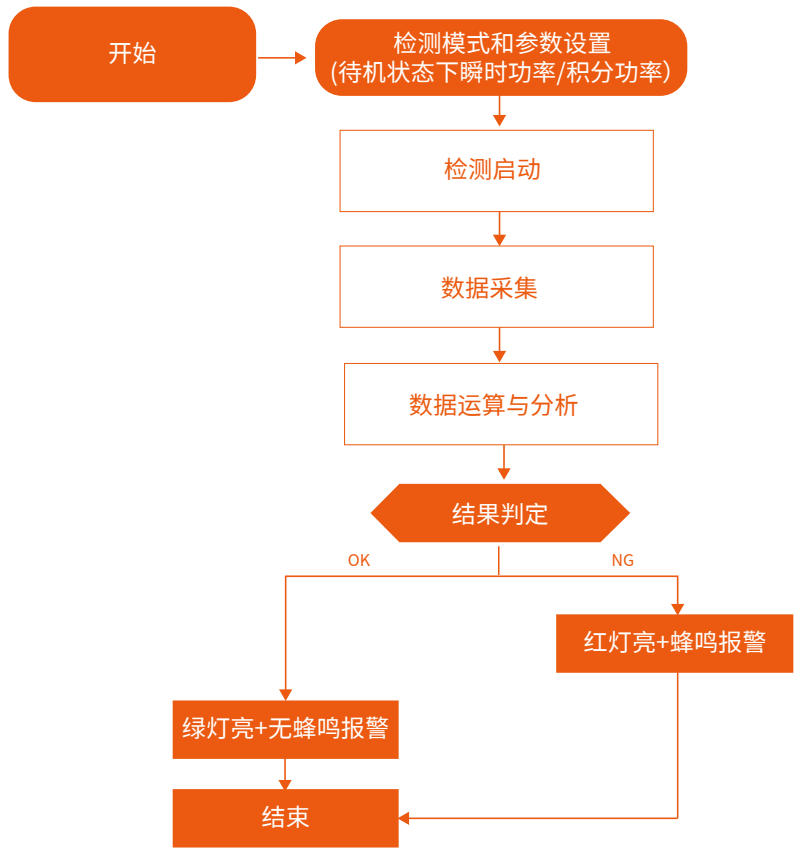 开始
检测模式和参数设置
(待机状态下瞬时功率/积分功率）
检测启动
数据采集
数据运算与分析
结果判定
OK
NG
红灯亮+蜂鸣报警
绿灯亮+无蜂鸣报警
结束